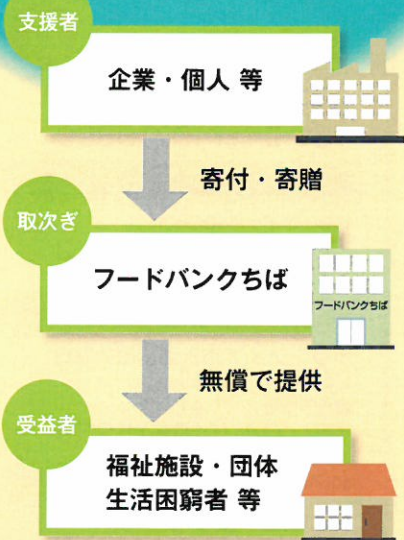 支援者
企業・個人 等
寄付・寄贈
取次ぎ
フードバンクちば
フードバンクちば
無償で提供
受益者
福祉施設・団体
生活困窮者 等